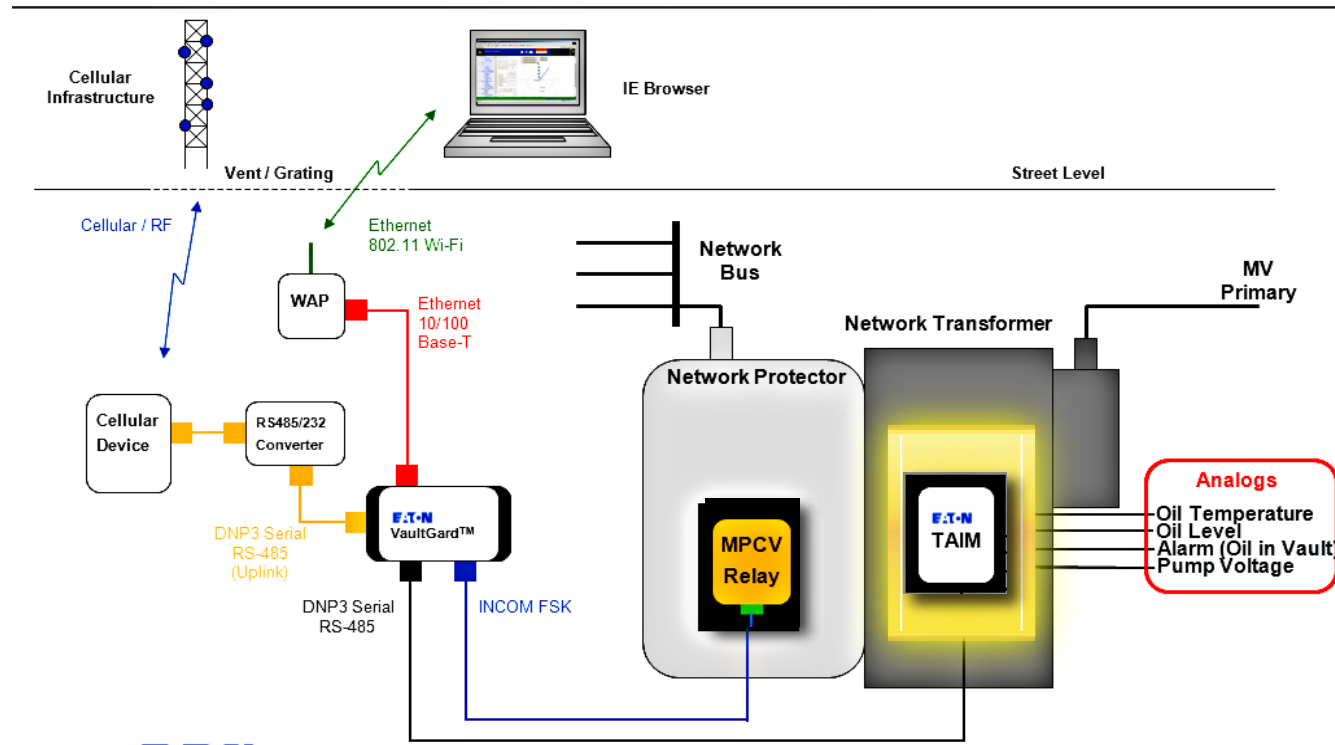 Cellular
Infrastructure
IE Browser
Vent / Grating
Street Level
Cellular / RF
Ethernet
802.11 Wi-Fi
Network
Bus
MV
Primary
WAP
Ethernet
10/100
Base-T
Network Transformer
Network Protector
Cellular
Device
RS485/232
Converter
Analogs
Oil Temperature
Oil Level
Alarm (Oil in Vault)
Pump Voltage
EATON
VaultGard™
EATON
TAIM
MPCV
Relay
DNP3 Serial
RS-485
(Uplink)
DNP3 Serial
RS-485
INCOM FSK